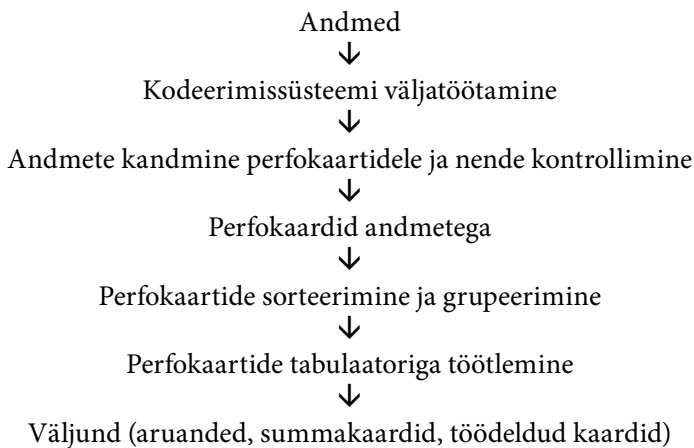 Andmed
↓
Kodeerimissüsteemi väljatöötamine
↓
Andmete kandmine perfokaartidele ja nende kontrollimine
↓
Perfokaardid andmetega
↓
Perfokaartide sorteerimine ja grupeerimine
↓
Perfokaartide tabulaatoriga töötlemine
↓
Väljund (aruanded, summakaardid, töödeldud kaardid)